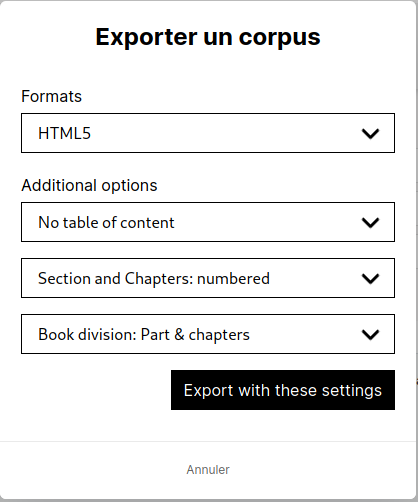 Exporter un corpus
Formats
HTML5
Additional options
No table of content
Section and Chapters: numbered
Book division: Part & chapters
Export with these settings
Annuler